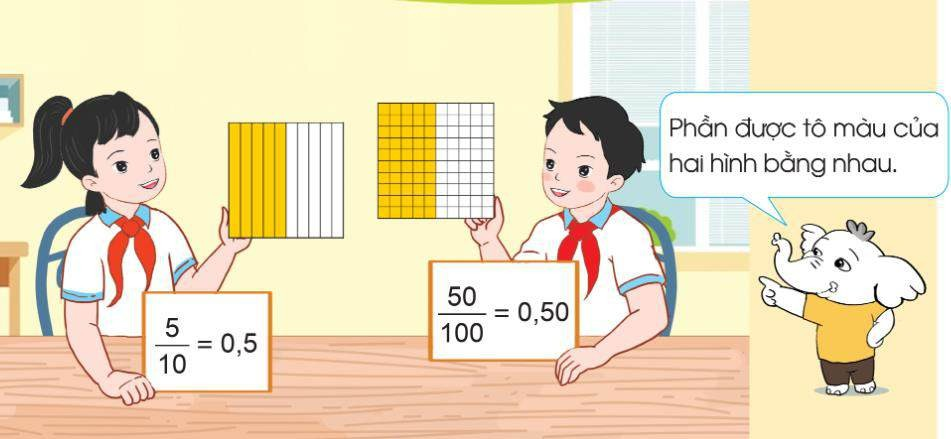 5/10 = 0,5
50/100 = 0,50
Phần được tô màu của
hai hình bằng nhau.